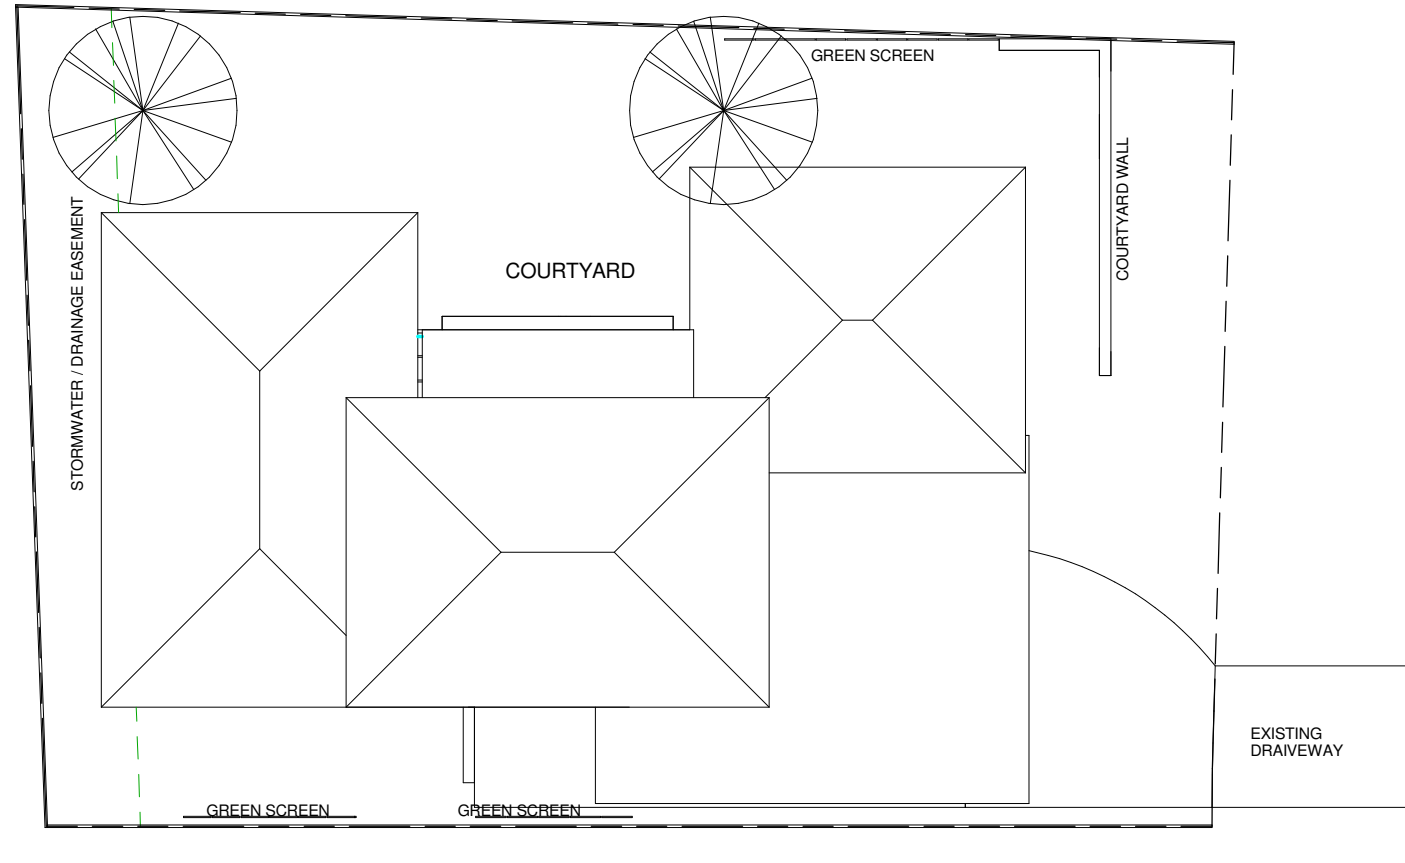 GREEN SCREEN
COURTYARD WALL
STORMWATER / DRAINAGE EASEMENT
COURTYARD
EXISTING
DRAIVEWAY
GREEN SCREEN
GREEN SCREEN